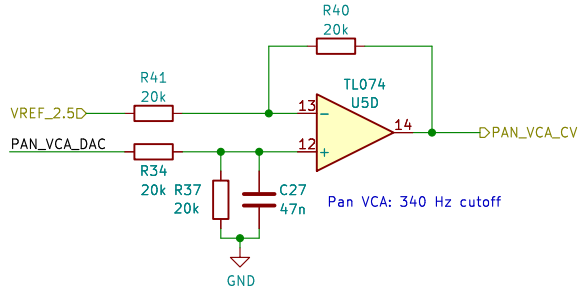 R40
20k
R41
20k
TL074
U5D
VREF_2.5
13
14
PAN_VCA_CV
PAN_VCA_DAC
12
R34
20k
R37
20k
C27
47n
Pan VCA: 340 Hz cutoff
GND